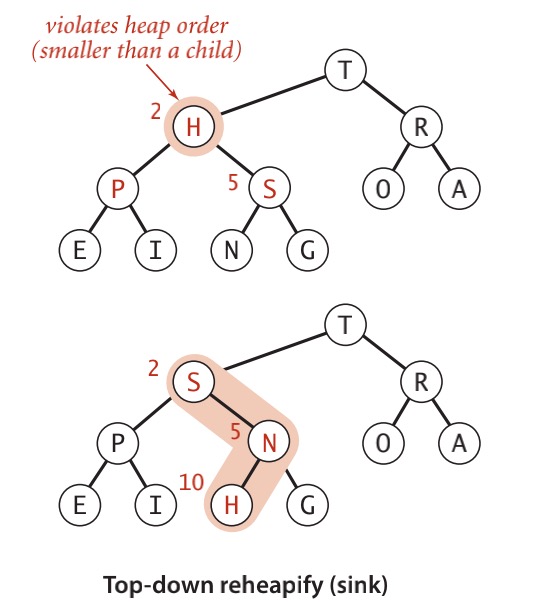 violates heap order
(smaller than a child)
T
2
H
R
P
5
S
O
A
E
I
N
G
T
2
S
R
P
5
N
O
A
E
I
10
H
G
Top-down reheapify (sink)